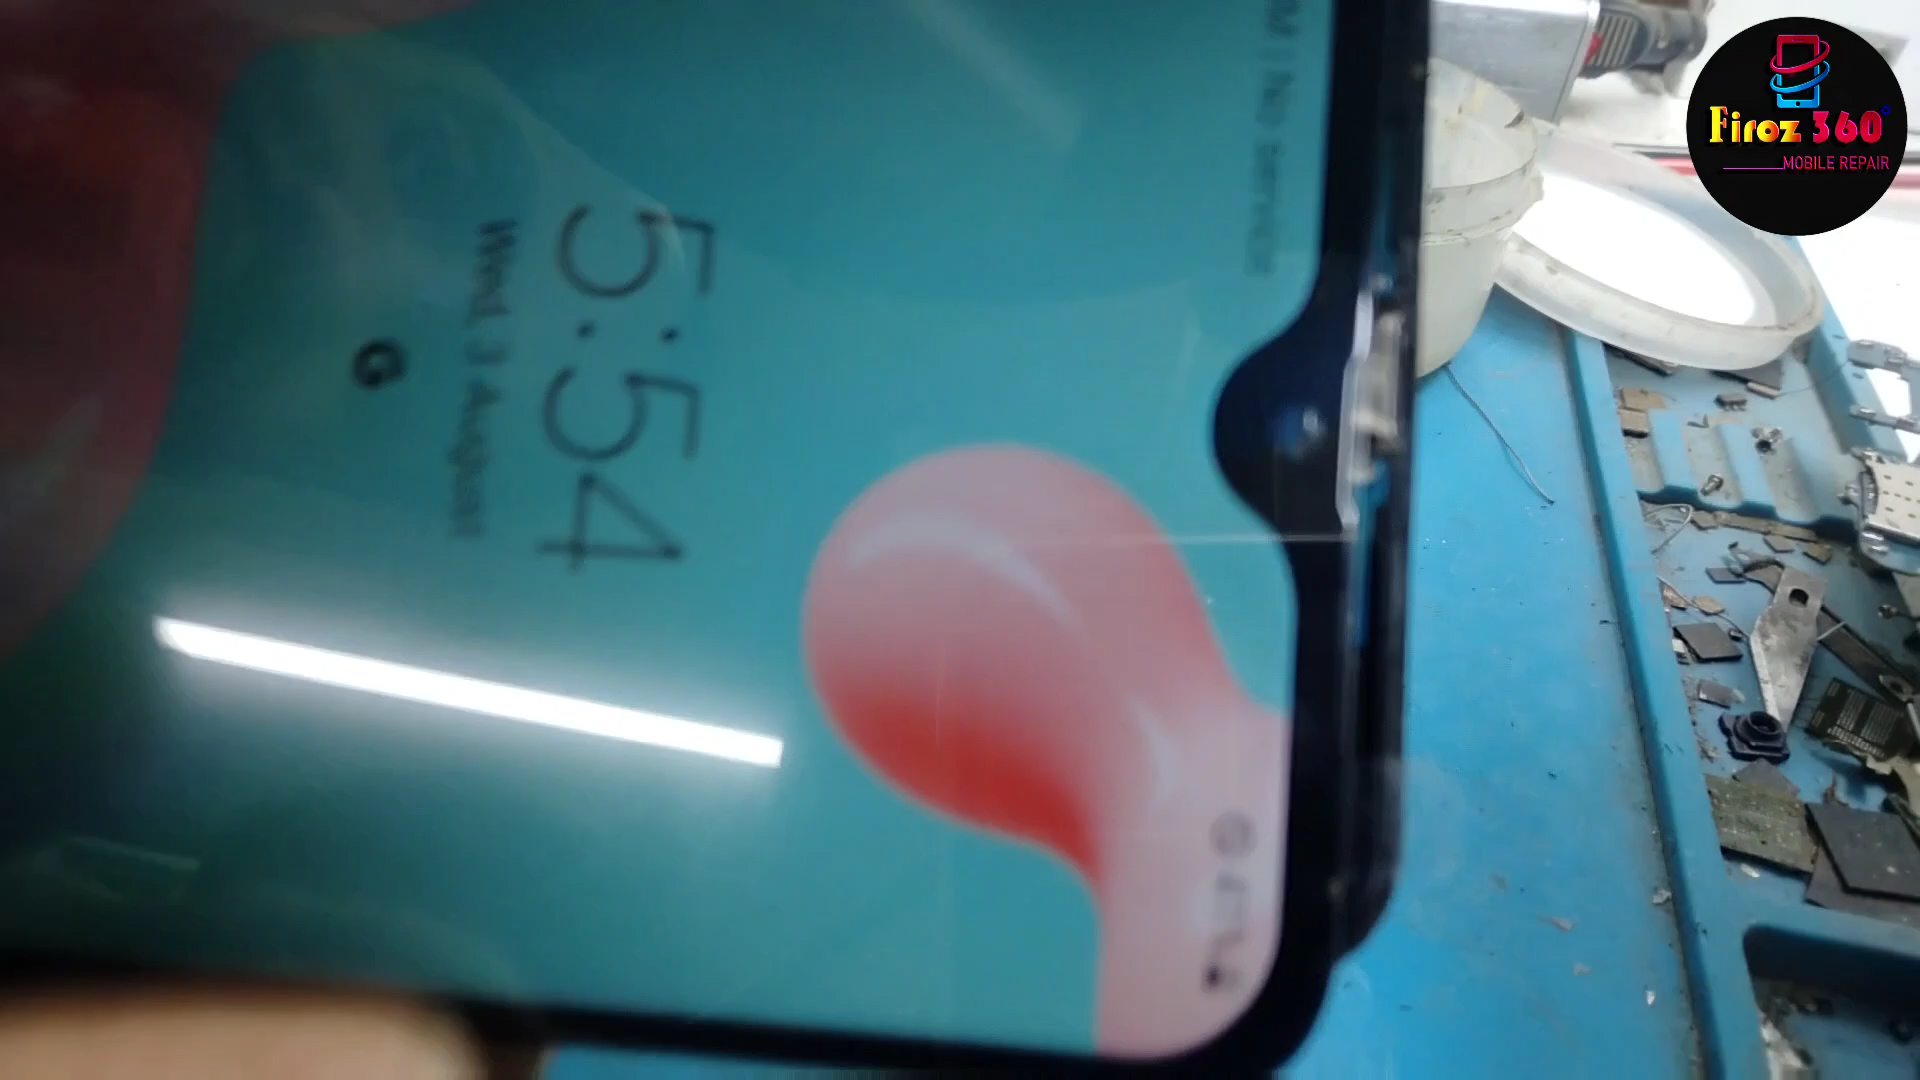 No service
5:54
Wed, 3 August
G
Firoz 360°
MOBILE REPAIR